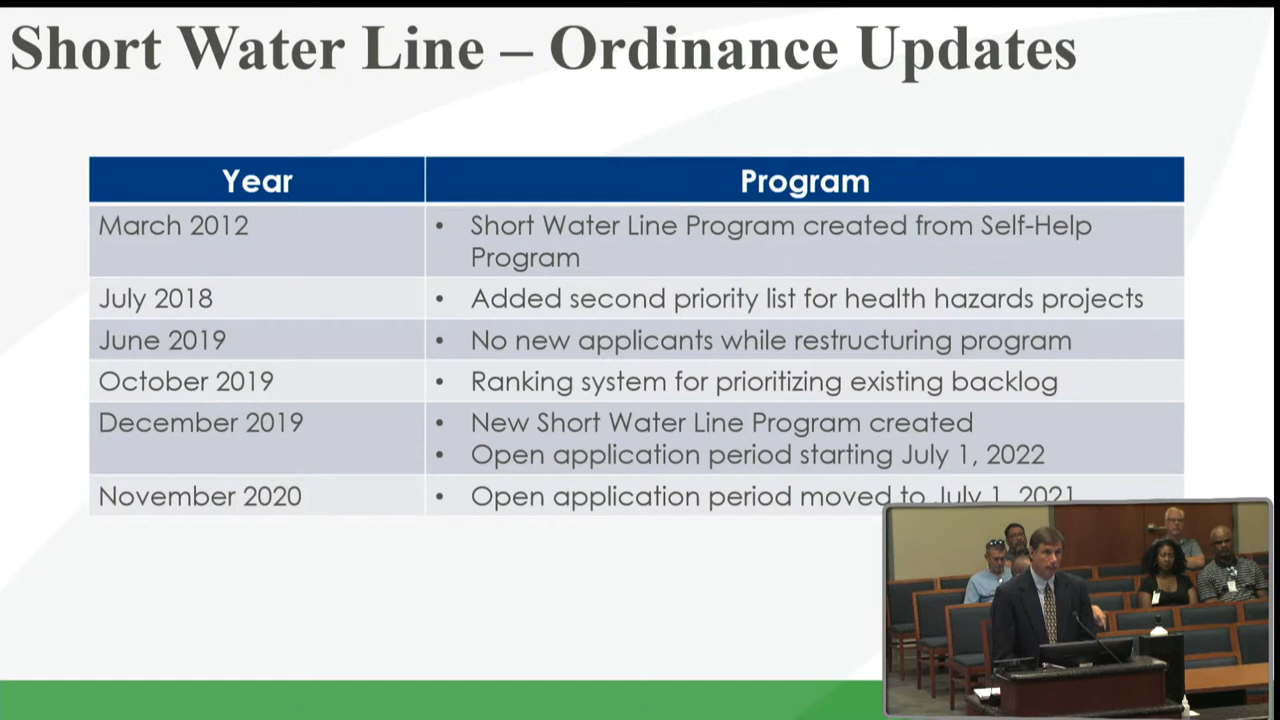 Short Water Line – Ordinance Updates
Year
Program
March 2012
• Short Water Line Program created from Self-Help
Program
July 2018
• Added second priority list for health hazards projects
June 2019
• No new applicants while restructuring program
October 2019
• Ranking system for prioritizing existing backlog
December 2019
• New Short Water Line Program created
• Open application period starting July 1, 2022
November 2020
• Open application period moved to July 1, 2021